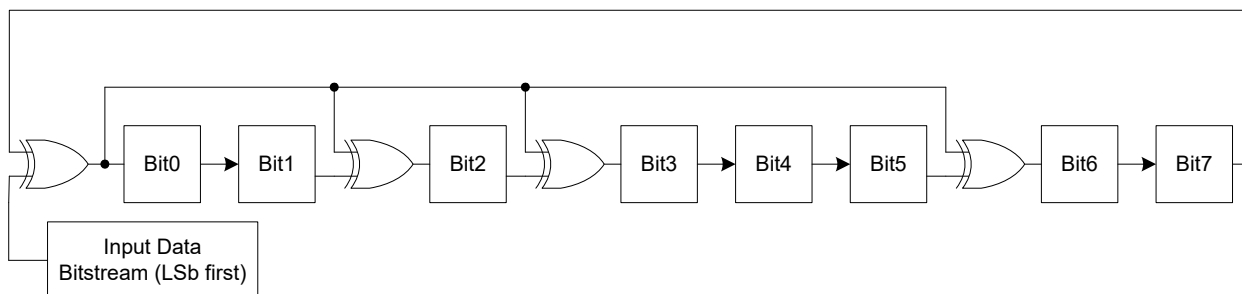 Bit0
Bit1
Bit2
Bit3
Bit4
Bit5
Bit6
Bit7
Input Data
Bitstream (LSb first)